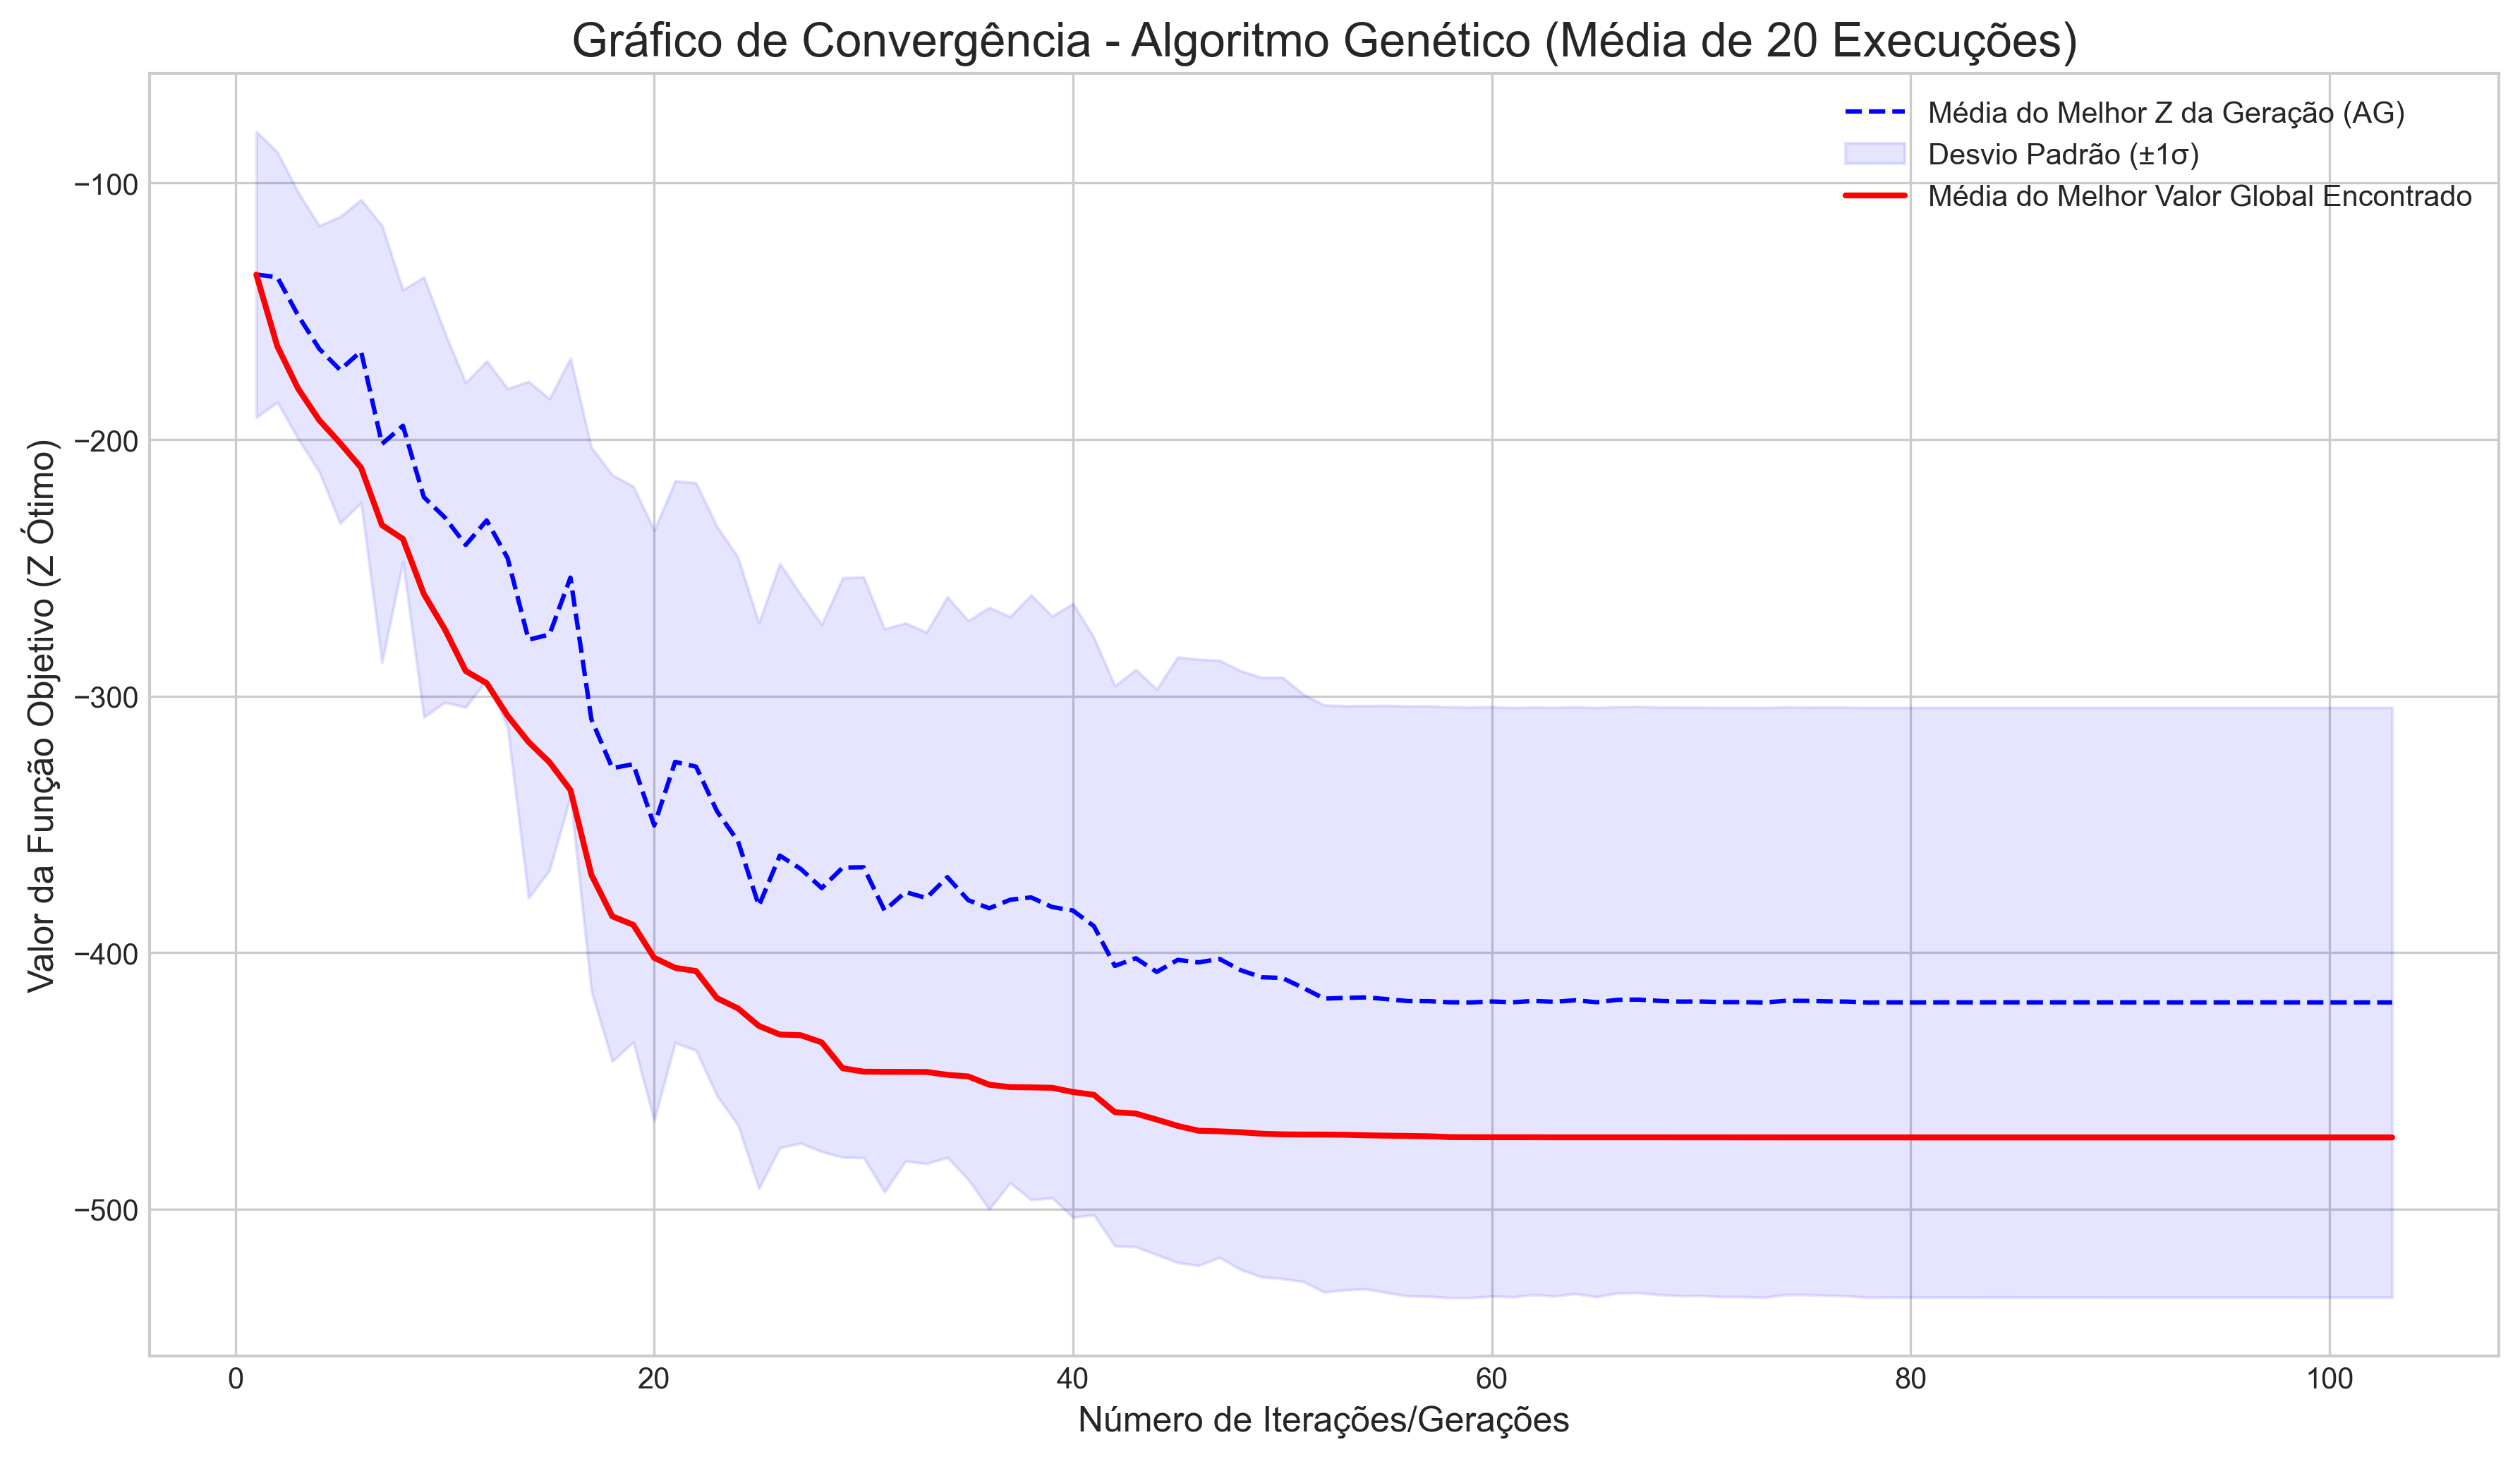 Gráfico de Convergência - Algoritmo Genético (Média de 20 Execuções)
Média do Melhor Z da Geração (AG)
Desvio Padrão (±1σ)
Média do Melhor Valor Global Encontrado
Valor da Função Objetivo (Z Ótimo)
−100
−200
−300
−400
−500
0 20 40 60 80 100
Número de Iterações/Gerações